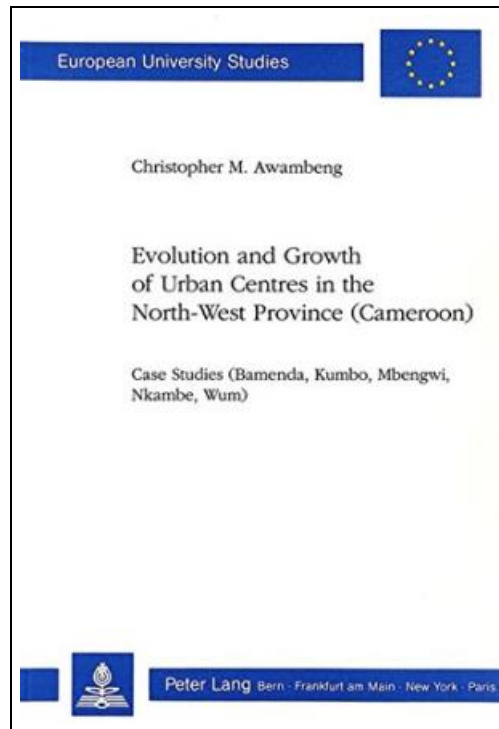 European University Studies
Christopher M. Awambeng
Evolution and Growth
of Urban Centres in the
North-West Province (Cameroon)
Case Studies (Bamenda, Kumbo, Mbengwi,
Nkambe, Wum)
Peter Lang Bern · Frankfurt am Main · New York · Paris